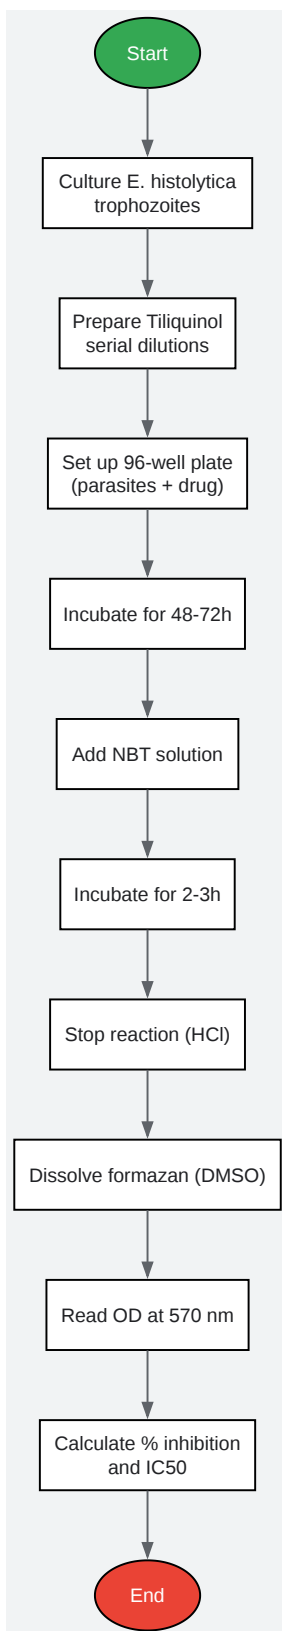 Start
Culture E. histolytica
trophozoites
Prepare Tiliquinol
serial dilutions
Set up 96-well plate
(parasites + drug)
Incubate for 48-72h
Add NBT solution
Incubate for 2-3h
Stop reaction (HCl)
Dissolve formazan (DMSO)
Read OD at 570 nm
Calculate % inhibition
and IC50
End